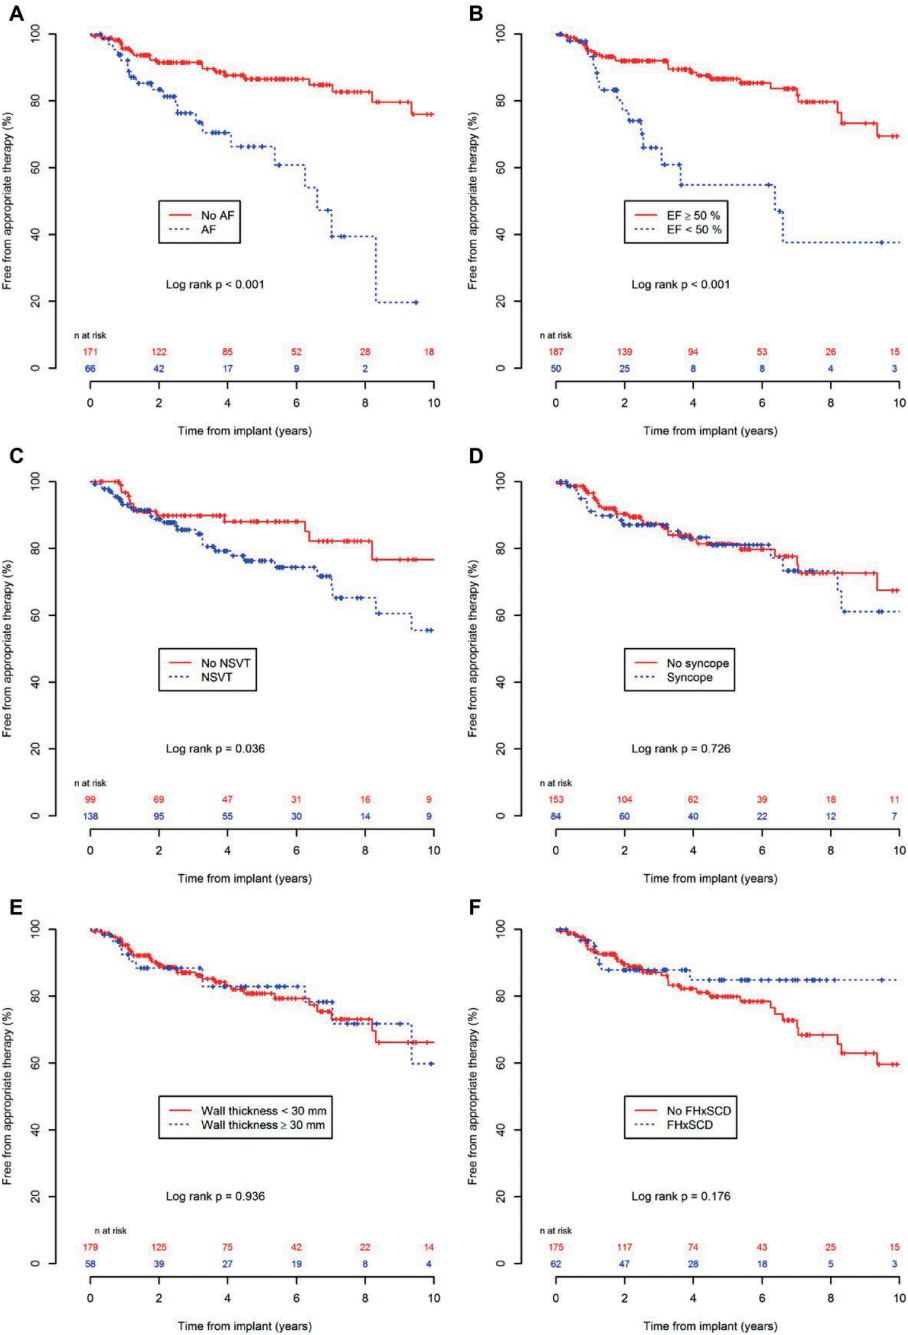 A
Free from appropriate therapy (%)
100
80
60
40
20
0
No AF
AF
Log rank p < 0.001
n at risk
171 122 85 52 28 18
66 42 17 9 2
0 2 4 6 8 10
Time from implant (years)
B
Free from appropriate therapy (%)
100
80
60
40
20
0
EF ≥ 50 %
EF < 50 %
Log rank p < 0.001
187 139 94 53 26 15
50 25 8 8 4 3
0 2 4 6 8 10
Time from implant (years)
C
Free from appropriate therapy (%)
100
80
60
40
20
0
No NSVT
NSVT
Log rank p = 0.036
n at risk
99 69 47 31 16 9
138 95 55 30 14 9
0 2 4 6 8 10
Time from implant (years)
D
Free from appropriate therapy (%)
100
80
60
40
20
0
No syncope
Syncope
Log rank p = 0.726
n at risk
153 104 62 39 18 11
84 60 40 22 12 7
0 2 4 6 8 10
Time from implant (years)
E
Free from appropriate therapy (%)
100
80
60
40
20
0
Wall thickness < 30 mm
Wall thickness ≥ 30 mm
Log rank p = 0.936
n at risk
179 125 75 42 22 14
58 39 27 19 8 4
0 2 4 6 8 10
Time from implant (years)
F
Free from appropriate therapy (%)
100
80
60
40
20
0
No FHxSCD
FHxSCD
Log rank p = 0.176
n at risk
175 117 74 43 25 15
62 47 28 18 5 3
0 2 4 6 8 10
Time from implant (years)